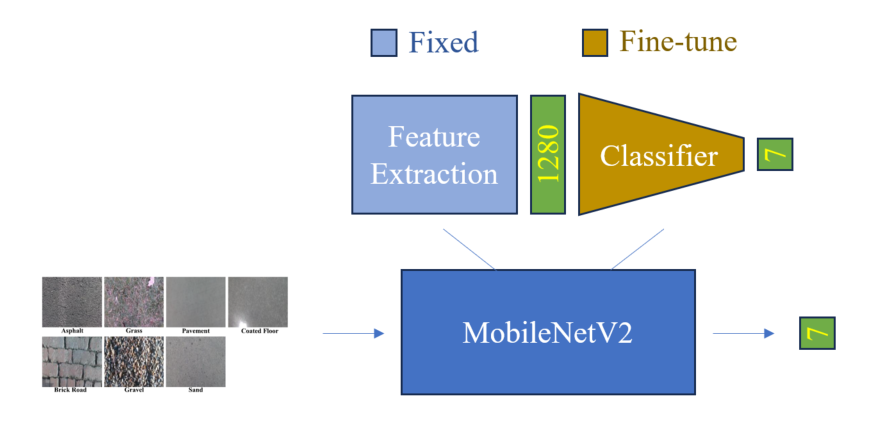 Fixed
Fine-tune
Feature
Extraction
1280
Classifier
7
MobileNetV2
7
Asphalt
Grass
Pavement
Coated Floor
Brick Road
Gravel
Sand